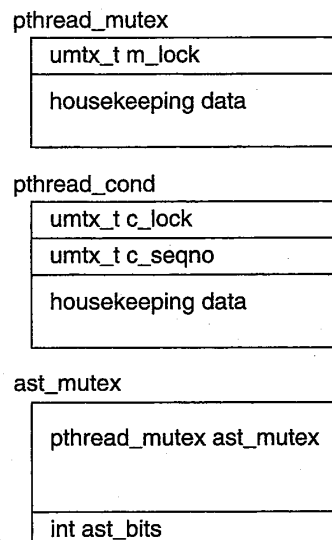 pthread_mutex
umtx_t m_lock
housekeeping data
pthread_cond
umtx_t c_lock
umtx_t c_seqno
housekeeping data
ast_mutex
pthread_mutex ast_mutex
int ast_bits